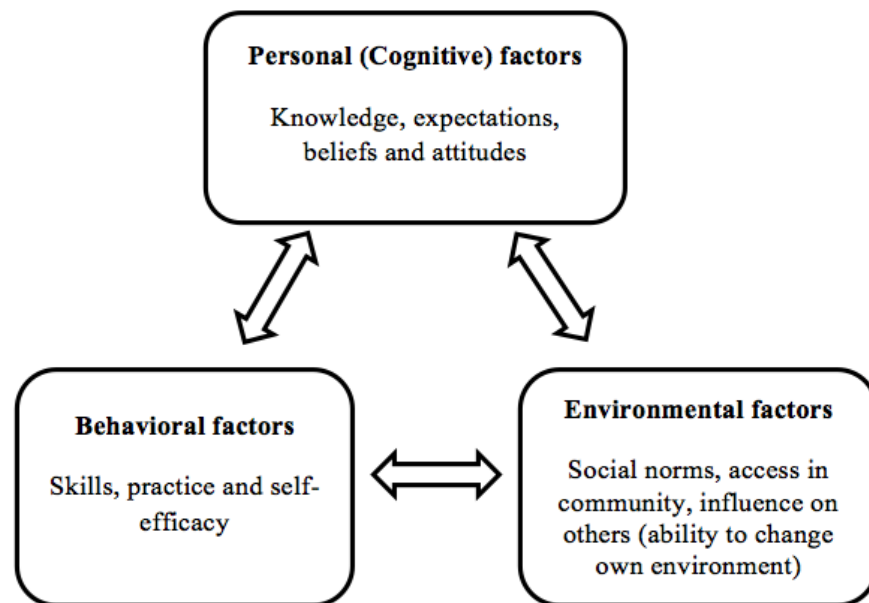 Personal (Cognitive) factors
Knowledge, expectations,
beliefs and attitudes
Behavioral factors
Skills, practice and self-
efficacy
Environmental factors
Social norms, access in
community, influence on
others (ability to change
own environment)